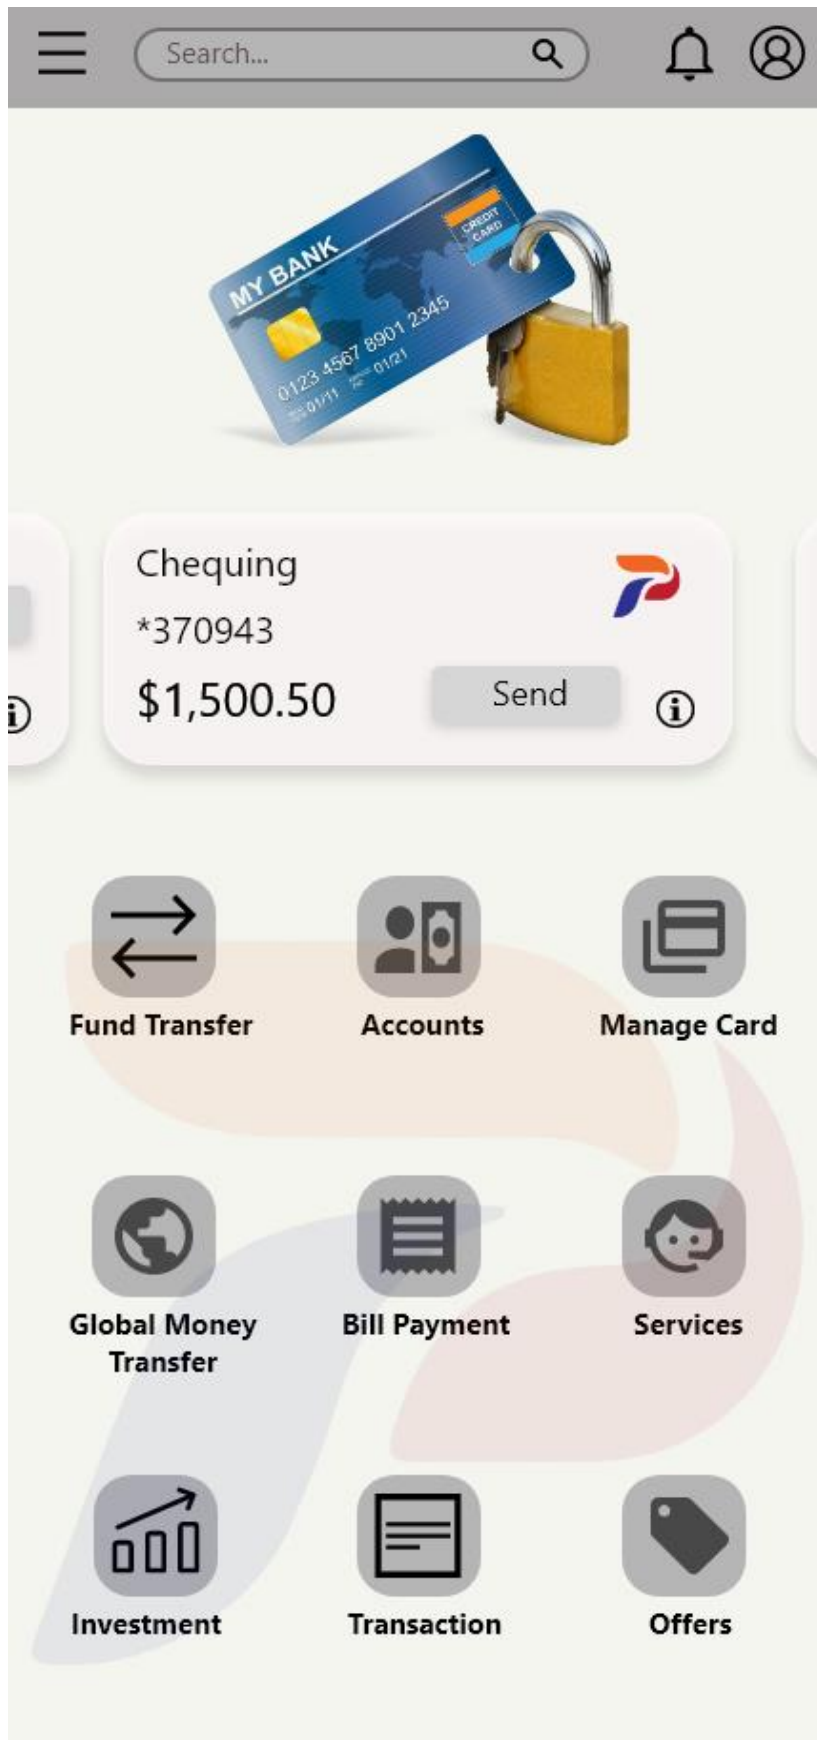 Search...
MY BANK
CREDIT
CARD
0123 4567 8901 2345
01/11 01/21
Chequing
*370943
$1,500.50 Send
Fund Transfer Accounts Manage Card
Global Money Bill Payment Services
Transfer
Investment Transaction Offers